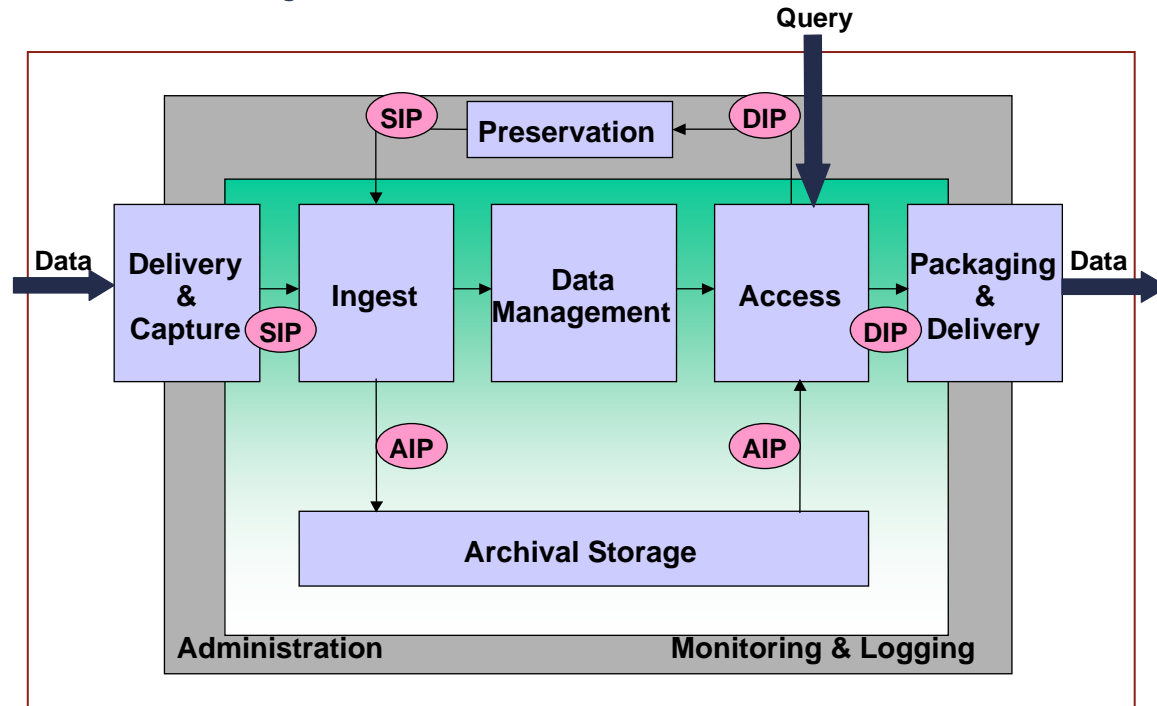 Query
SIP
Preservation
DIP
Data
Delivery
&
Capture
SIP
Ingest
Data
Management
Access
DIP
Packaging
&
Delivery
Data
AIP
AIP
Archival Storage
Administration
Monitoring & Logging